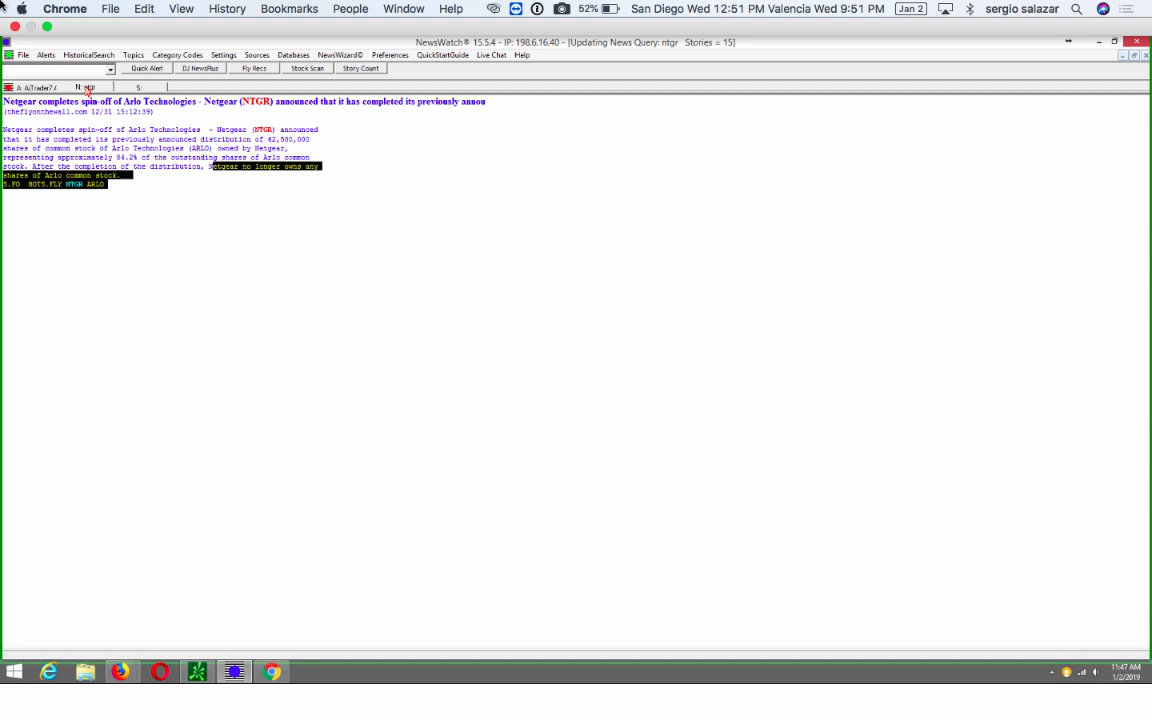 Chrome File Edit View History Bookmarks People Window Help 52% San Diego Wed 12:51 PM Valencia Wed 9:51 PM Jan 2 sergio salazar
NewsWatch® 15.5.4 - IP: 198.6.16.40 - [Updating News Query: ntgr Stories = 15]
File Alerts HistoricalSearch Topics Category Codes Settings Sources Databases NewsWizard© Preferences QuickStartGuide Live Chat Help
Quick Alert DJ NewsPlus Fly Recs Stock Scan Story Count
N: ntgr S:
Netgear completes spin-off of Arlo Technologies - Netgear (NTGR) announced that it has completed its previously annou
(theflyonthewall.com 12/31 15:12:39)
Netgear completes spin-off of Arlo Technologies - Netgear (NTGR) announced
that it has completed its previously announced distribution of 62,500,000
shares of common stock of Arlo Technologies (ARLO) owned by Netgear,
representing approximately 84.2% of the outstanding shares of Arlo common
stock. After the completion of the distribution, Netgear no longer owns any
shares of Arlo common stock.
S.FO HOTS.FLY NTGR ARLO
11:47 AM
1/2/2019